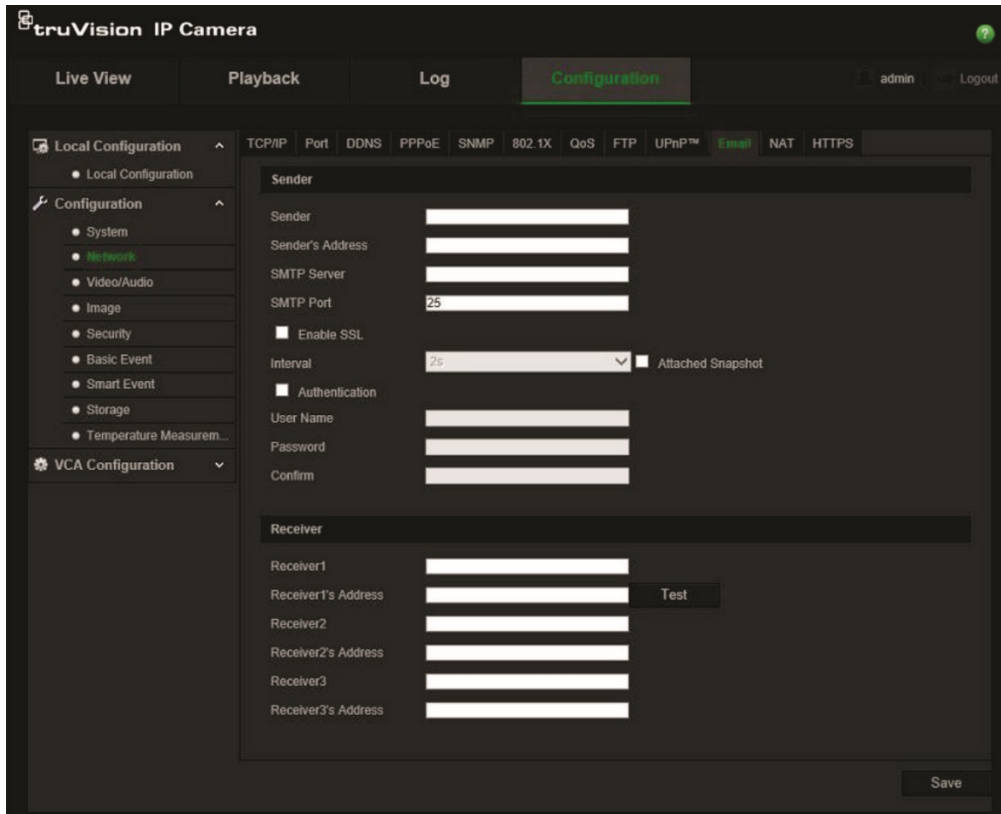 truVision IP Camera
?
Live View Playback Log Configuration admin Logout
TCP/IP Port DDNS PPPoE SNMP 802.1X QoS FTP UPnP™ Email NAT HTTPS
Local Configuration
Local Configuration
Configuration
System
Network
Video/Audio
Image
Security
Basic Event
Smart Event
Storage
Temperature Measurem...
VCA Configuration
Sender
Sender
Sender's Address
SMTP Server
SMTP Port 25
Enable SSL
Interval 2s Attached Snapshot
Authentication
User Name
Password
Confirm
Receiver
Receiver1
Receiver1's Address Test
Receiver2
Receiver2's Address
Receiver3
Receiver3's Address
Save